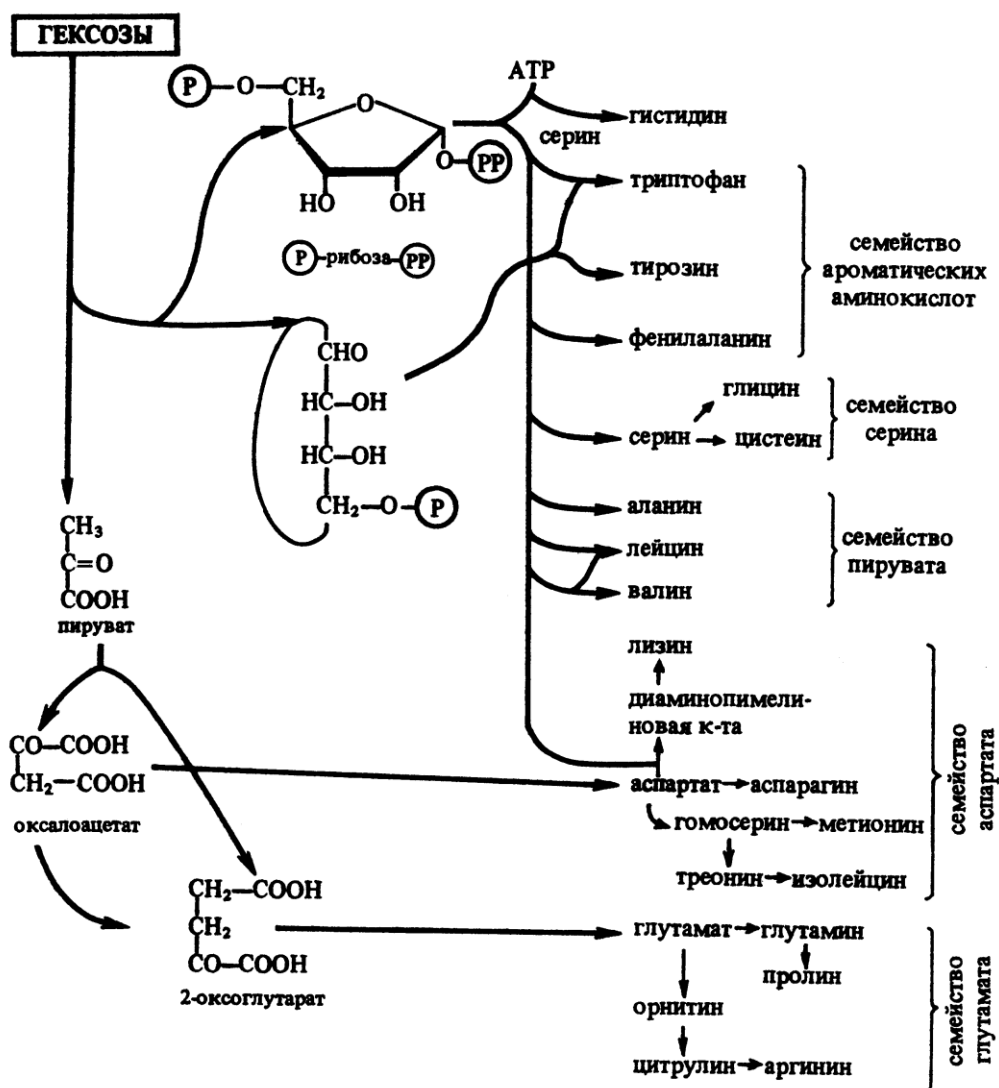 ГЕКСОЗЫ
P—O—CH₂
O
O—PP
HO OH
P-рибоза-PP
ATP
серин
гистидин
триптофан
тирозин
фенилаланин
семейство
ароматических
аминокислот
CHO
HC—OH
HC—OH
CH₂—O—P
глицин
серин
цистеин
семейство
серина
аланин
лейцин
валин
семейство
пирувата
CH₃
C=O
COOH
пируват
лизин
диаминопимели-
новая к-та
аспартат
аспарагин
гомосерин
метионин
треонин
изолейцин
семейство
аспартата
CO—COOH
CH₂—COOH
оксалоацетат
CH₂—COOH
CH₂
CO—COOH
2-оксоглутарат
глутамат
глутамин
пролин
орнитин
цитрулин
аргинин
семейство
глутамата